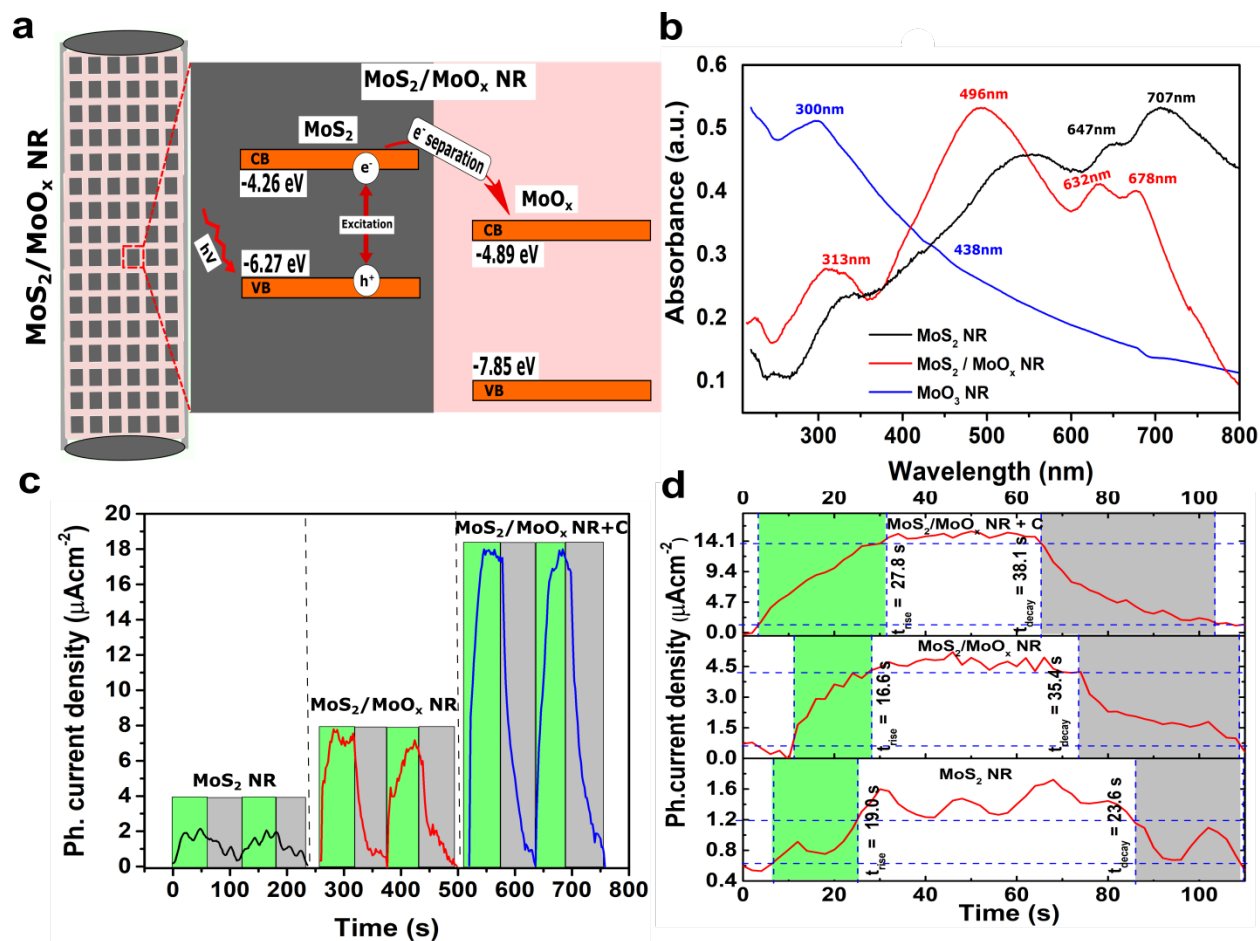 a
MoS₂/MoOₓ NR
MoS₂/MoOₓ NR
MoS₂
CB
e⁻
-4.26 eV
e⁻ separation
Excitation
hν
-6.27 eV
VB
h⁺
MoOₓ
CB
-4.89 eV
-7.85 eV
VB
b
Absorbance (a.u.)
0.6
0.5
0.4
0.3
0.2
0.1
300nm
496nm
647nm
707nm
632nm
678nm
438nm
313nm
MoS₂ NR
MoS₂ / MoOₓ NR
MoO₃ NR
300 400 500 600 700 800
Wavelength (nm)
c
Ph. current density (µAcm⁻²)
20
18
16
14
12
10
8
6
4
2
0
MoS₂ NR
MoS₂/MoOₓ NR
MoS₂/MoOₓ NR+C
0 100 200 300 400 500 600 700 800
Time (s)
d
0 20 40 60 80 100
Ph.current density (µAcm⁻²)
14.1
9.4
4.7
0.0
MoS₂/MoOₓ NR + C
t_rise = 27.8 s
t_decay = 38.1 s
4.5
3.0
1.5
0.0
MoS₂/MoOₓ NR
t_rise = 16.6 s
t_decay = 35.4 s
1.6
1.2
0.8
0.4
MoS₂ NR
t_rise = 19.0 s
t_decay = 23.6 s
0 20 40 60 80 100
Time (s)